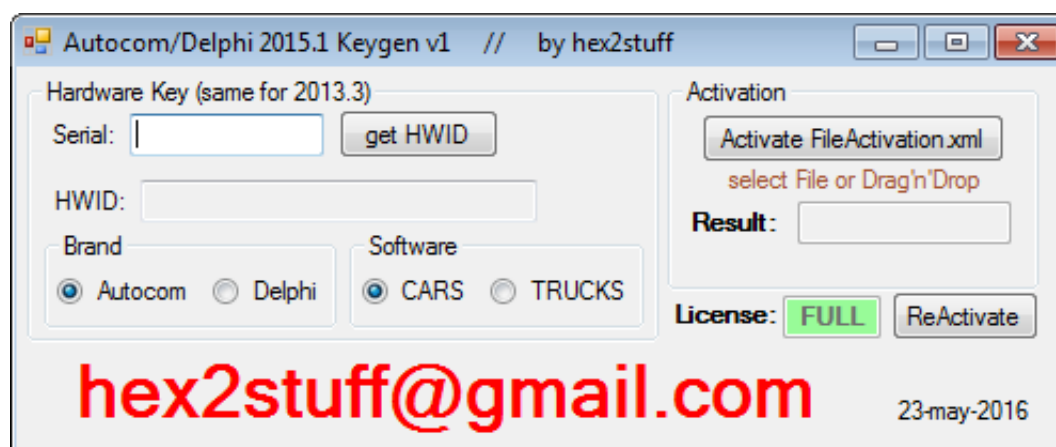 Autocom/Delphi 2015.1 Keygen v1 // by hex2stuff
Hardware Key (same for 2013.3)
Serial: get HWID
HWID:
Brand
Autocom Delphi
Software
CARS TRUCKS
Activation
Activate FileActivation.xml
select File or Drag'n'Drop
Result:
License: FULL ReActivate
hex2stuff@gmail.com
23-may-2016